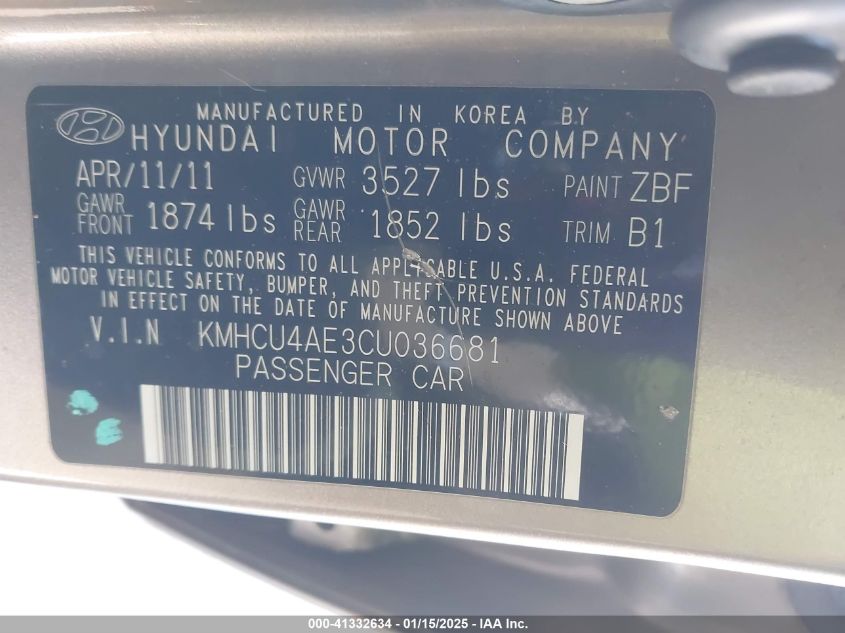 MANUFACTURED IN KOREA BY
HYUNDAI MOTOR COMPANY
APR/11/11 GVWR 3527 lbs PAINT ZBF
GAWR FRONT 1874 lbs GAWR REAR 1852 lbs TRIM B1
THIS VEHICLE CONFORMS TO ALL APPLICABLE U.S.A. FEDERAL
MOTOR VEHICLE SAFETY, BUMPER, AND THEFT PREVENTION STANDARDS
IN EFFECT ON THE DATE OF MANUFACTURE SHOWN ABOVE
V.I.N KMHCU4AE3CU036681
PASSENGER CAR
000-41332634 - 01/15/2025 - IAA Inc.